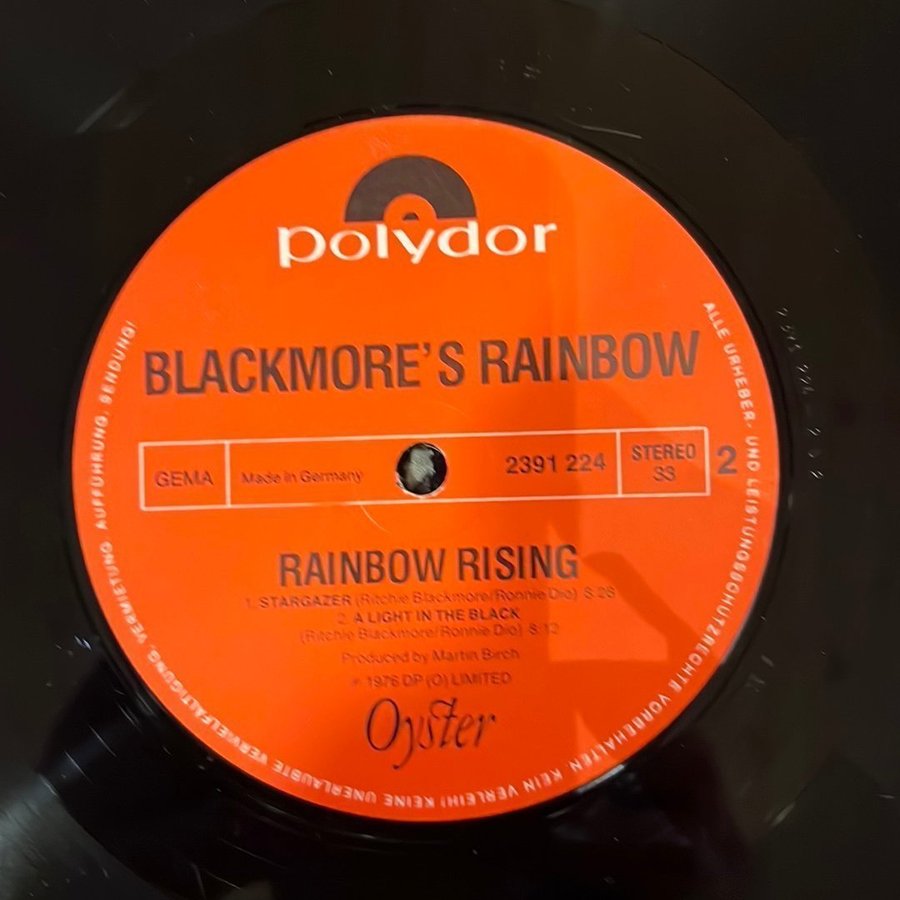 polydor
BLACKMORE'S RAINBOW
GEMA
Made in Germany
2391 224
STEREO
33
2
RAINBOW RISING
1. STARGAZER (Ritchie Blackmore/Ronnie Dio) 8:26
2. A LIGHT IN THE BLACK
(Ritchie Blackmore/Ronnie Dio) 8:12
Produced by Martin Birch
℗ 1976 DP (O) LIMITED
Oyster
ALLE URHEBER- UND LEISTUNGSSCHUTZRECHTE VORBEHALTEN. KEIN VERLEIH! KEINE UNERLAUBTE VERVIELFÄLTIGUNG, VERMIETUNG, AUFFÜHRUNG, SENDUNG!